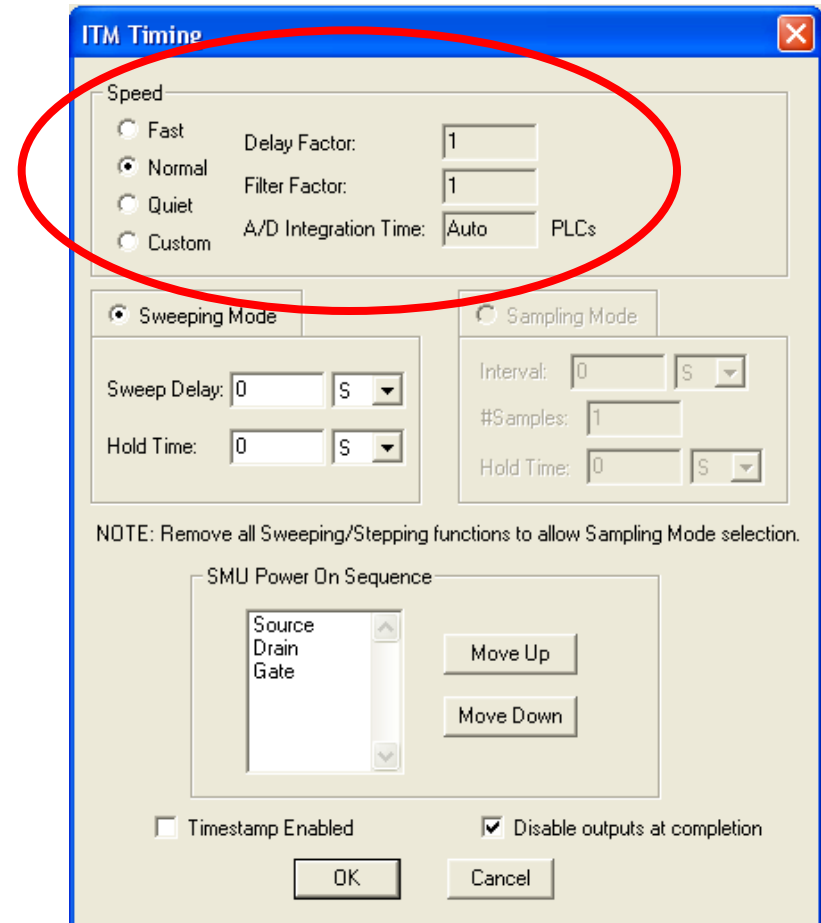 ITM Timing
Speed
Fast
Normal
Quiet
Custom
Delay Factor: 1
Filter Factor: 1
A/D Integration Time: Auto PLCs
Sweeping Mode
Sweep Delay: 0 S
Hold Time: 0 S
Sampling Mode
Interval: 0 S
#Samples: 1
Hold Time: 0 S
NOTE: Remove all Sweeping/Stepping functions to allow Sampling Mode selection.
SMU Power On Sequence
Source
Drain
Gate
Move Up
Move Down
Timestamp Enabled
Disable outputs at completion
OK
Cancel